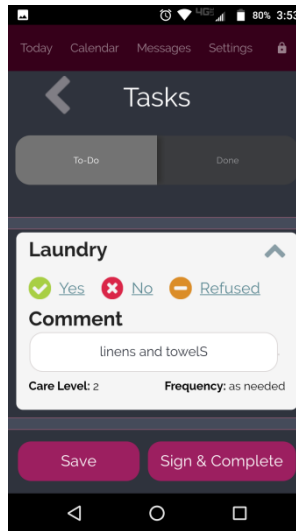 4G 80% 3:53
Today Calendar Messages Settings
Tasks
To-Do Done
Laundry
Yes No Refused
Comment
linens and towelS
Care Level: 2 Frequency: as needed
Save Sign & Complete